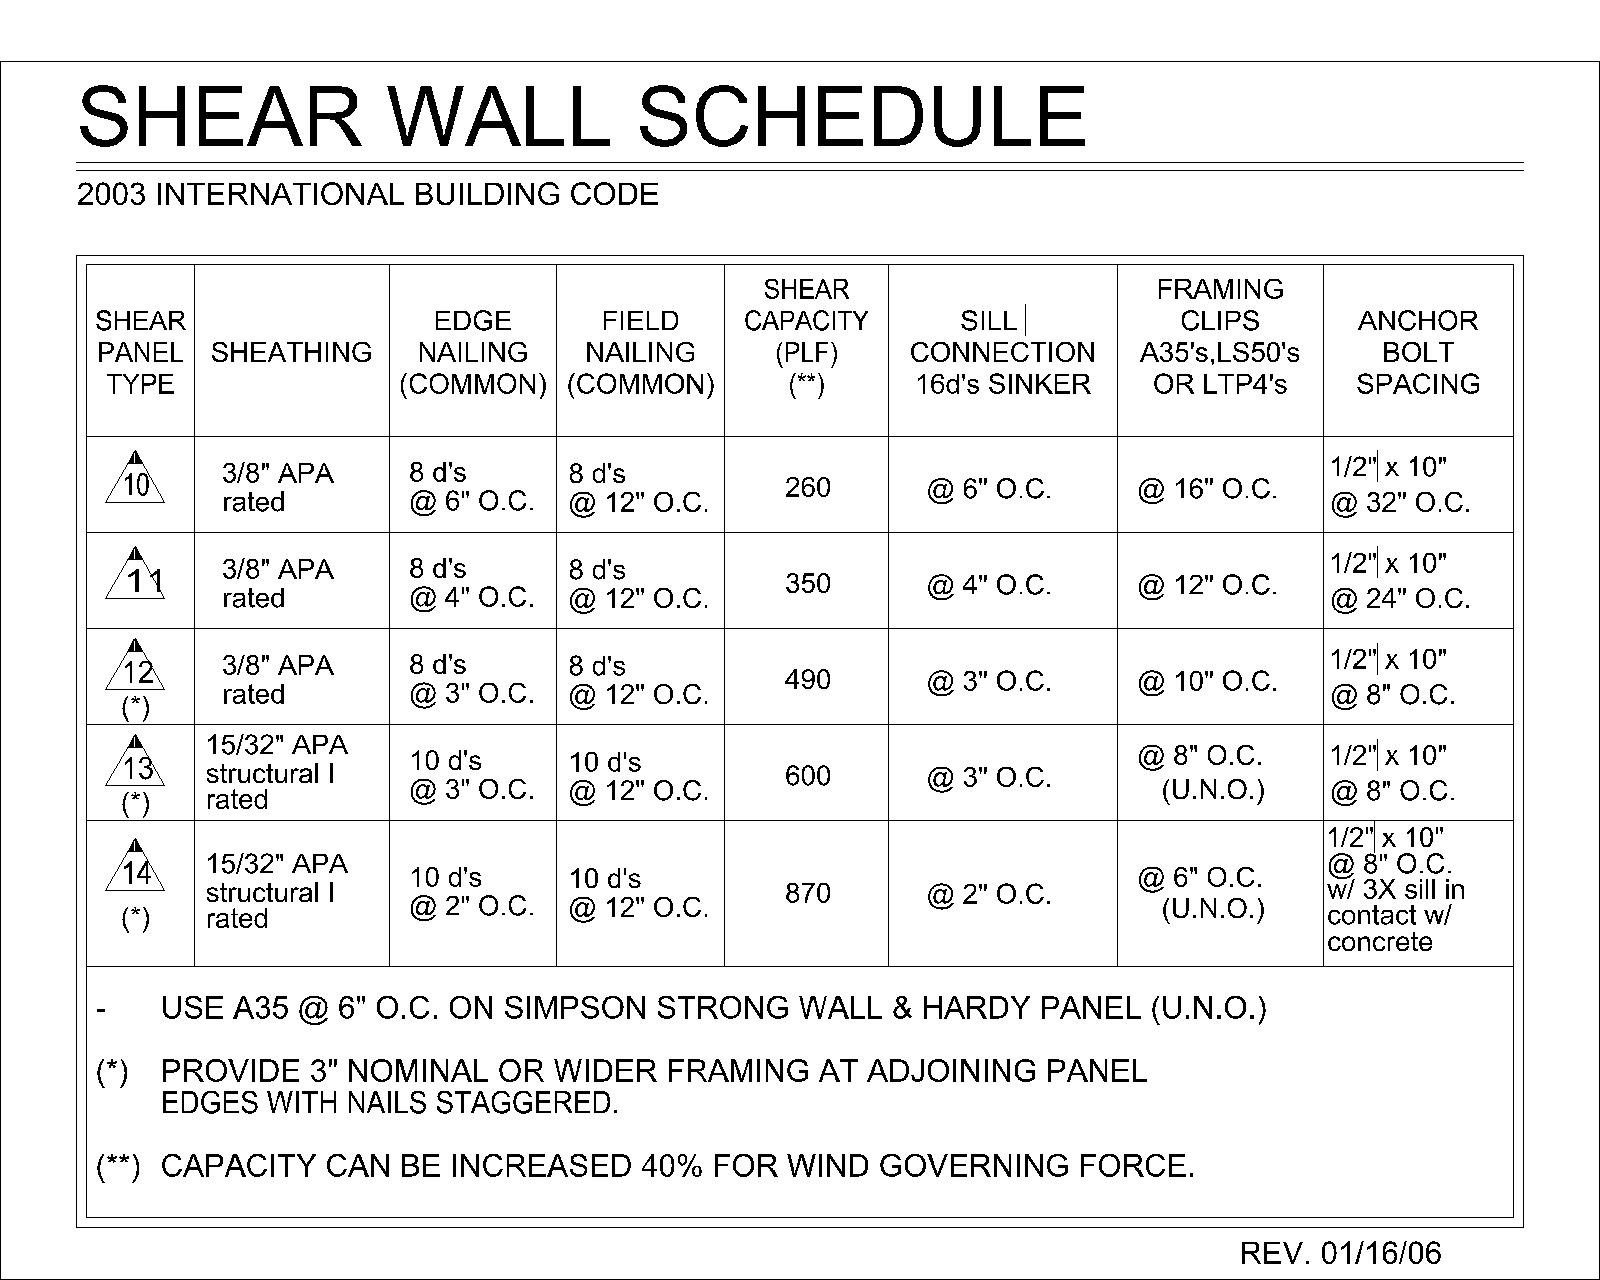 SHEAR WALL SCHEDULE
2003 INTERNATIONAL BUILDING CODE
SHEAR PANEL TYPE
SHEATHING
EDGE NAILING (COMMON)
FIELD NAILING (COMMON)
SHEAR CAPACITY (PLF) (**)
SILL CONNECTION 16d's SINKER
FRAMING CLIPS A35's,LS50's OR LTP4's
ANCHOR BOLT SPACING
10
3/8" APA rated
8 d's @ 6" O.C.
8 d's @ 12" O.C.
260
@ 6" O.C.
@ 16" O.C.
1/2" x 10" @ 32" O.C.
11
3/8" APA rated
8 d's @ 4" O.C.
8 d's @ 12" O.C.
350
@ 4" O.C.
@ 12" O.C.
1/2" x 10" @ 24" O.C.
12 (*)
3/8" APA rated
8 d's @ 3" O.C.
8 d's @ 12" O.C.
490
@ 3" O.C.
@ 10" O.C.
1/2" x 10" @ 8" O.C.
13 (*)
15/32" APA structural I rated
10 d's @ 3" O.C.
10 d's @ 12" O.C.
600
@ 3" O.C.
@ 8" O.C. (U.N.O.)
1/2" x 10" @ 8" O.C.
14 (*)
15/32" APA structural I rated
10 d's @ 2" O.C.
10 d's @ 12" O.C.
870
@ 2" O.C.
@ 6" O.C. (U.N.O.)
1/2" x 10" @ 8" O.C. w/ 3X sill in contact w/ concrete
- USE A35 @ 6" O.C. ON SIMPSON STRONG WALL & HARDY PANEL (U.N.O.)
(*) PROVIDE 3" NOMINAL OR WIDER FRAMING AT ADJOINING PANEL
EDGES WITH NAILS STAGGERED.
(**) CAPACITY CAN BE INCREASED 40% FOR WIND GOVERNING FORCE.
REV. 01/16/06